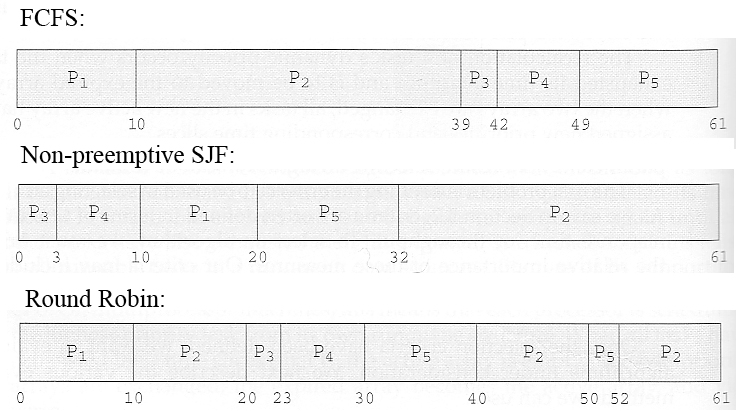 FCFS:
P1 P2 P3 P4 P5
0 10 39 42 49 61
Non-preemptive SJF:
P3 P4 P1 P5 P2
0 3 10 20 32 61
Round Robin:
P1 P2 P3 P4 P5 P2 P5 P2
0 10 20 23 30 40 50 52 61